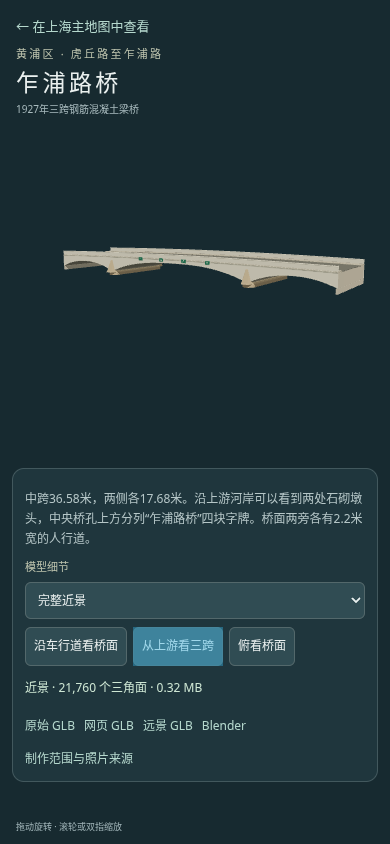 ← 在上海主地图中查看
黄浦区 · 虎丘路至乍浦路
乍浦路桥
1927年三跨钢筋混凝土梁桥
中跨36.58米，两侧各17.68米。沿上游河岸可以看到两处石砌墩
头，中央桥孔上方分列“乍浦路桥”四块字牌。桥面两旁各有2.2米
宽的人行道。
模型细节
完整近景
沿车行道看桥面 从上游看三跨 俯看桥面
近景 · 21,760 个三角面 · 0.32 MB
原始 GLB 网页 GLB 远景 GLB Blender
制作范围与照片来源
拖动旋转 · 滚轮或双指缩放